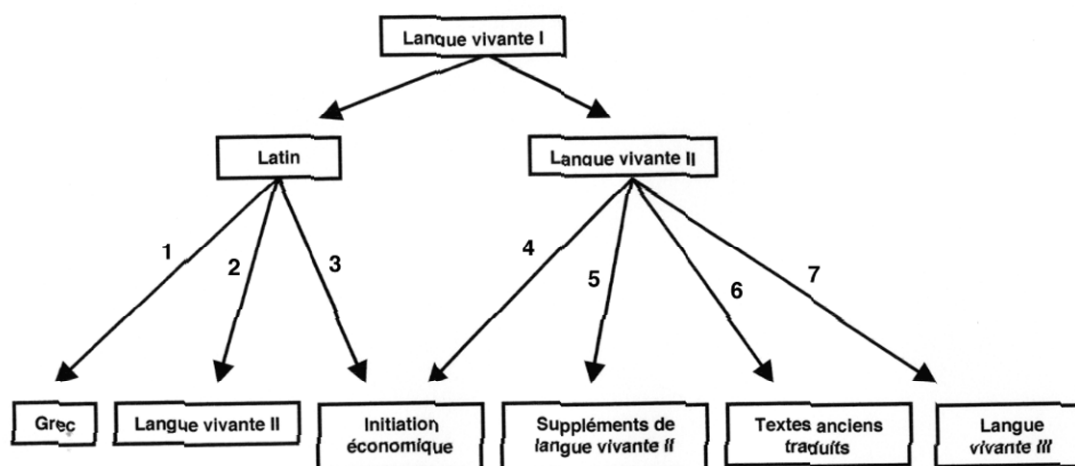 Langue vivante I
Latin
Langue vivante II
1
2
3
4
5
6
7
Grec
Langue vivante II
Initiation
économique
Suppléments de
langue vivante II
Textes anciens
traduits
Langue
vivante III